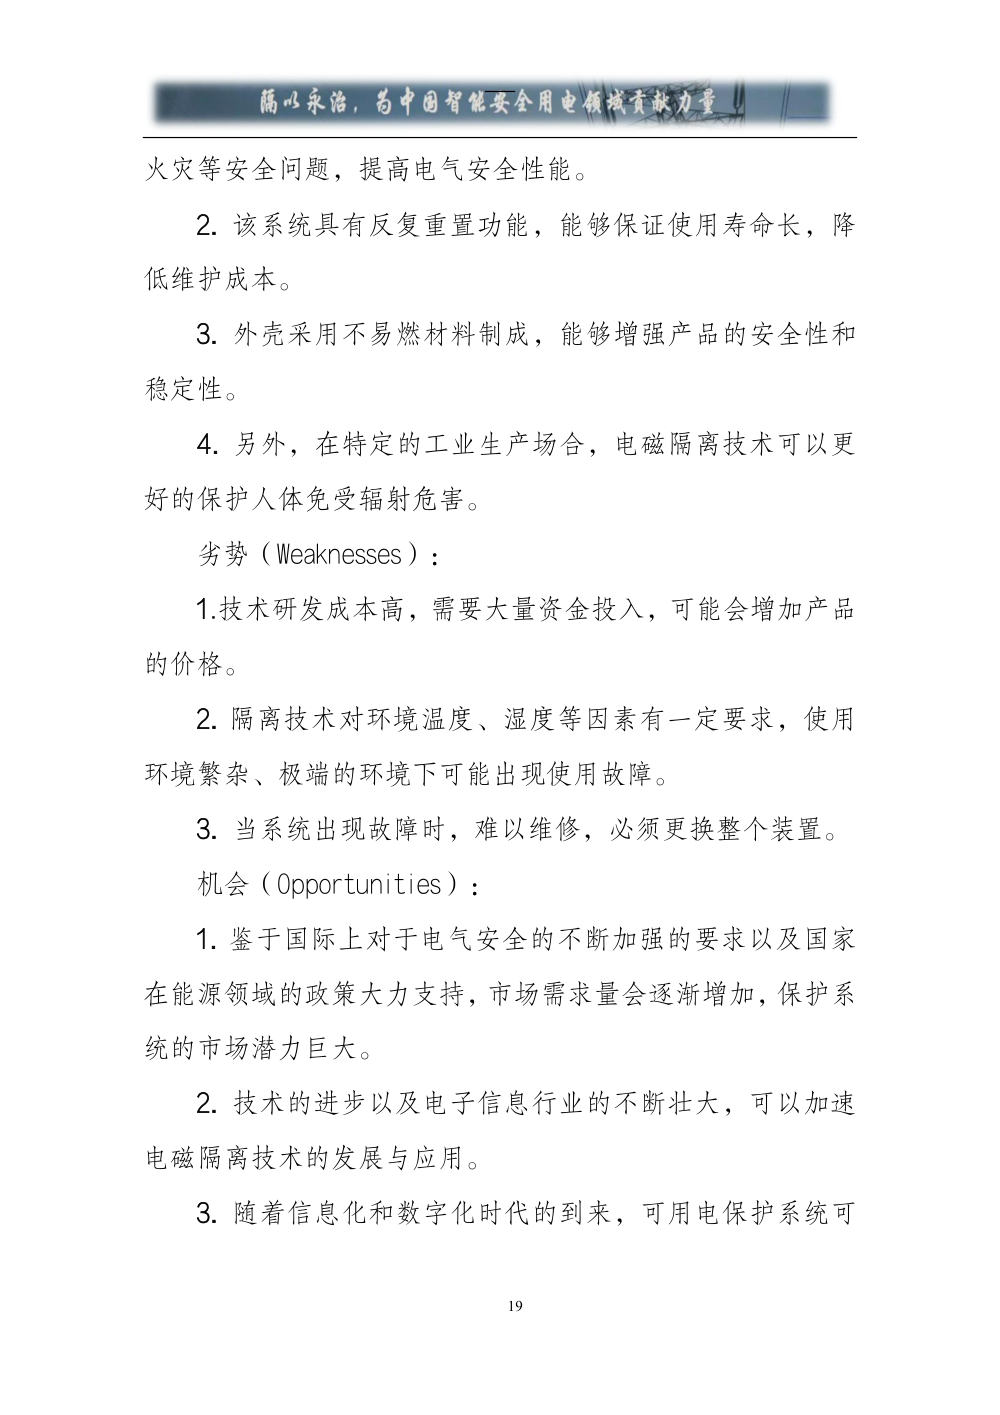 隔以永治，为中国智能安全用电领域贡献力量
火灾等安全问题，提高电气安全性能。
2. 该系统具有反复重置功能，能够保证使用寿命长，降
低维护成本。
3. 外壳采用不易燃材料制成，能够增强产品的安全性和
稳定性。
4. 另外，在特定的工业生产场合，电磁隔离技术可以更
好的保护人体免受辐射危害。
劣势（Weaknesses）：
1.技术研发成本高，需要大量资金投入，可能会增加产品
的价格。
2. 隔离技术对环境温度、湿度等因素有一定要求，使用
环境繁杂、极端的环境下可能出现使用故障。
3. 当系统出现故障时，难以维修，必须更换整个装置。
机会（Opportunities）：
1. 鉴于国际上对于电气安全的不断加强的要求以及国家
在能源领域的政策大力支持，市场需求量会逐渐增加，保护系
统的市场潜力巨大。
2. 技术的进步以及电子信息行业的不断壮大，可以加速
电磁隔离技术的发展与应用。
3. 随着信息化和数字化时代的到来，可用电保护系统可
19